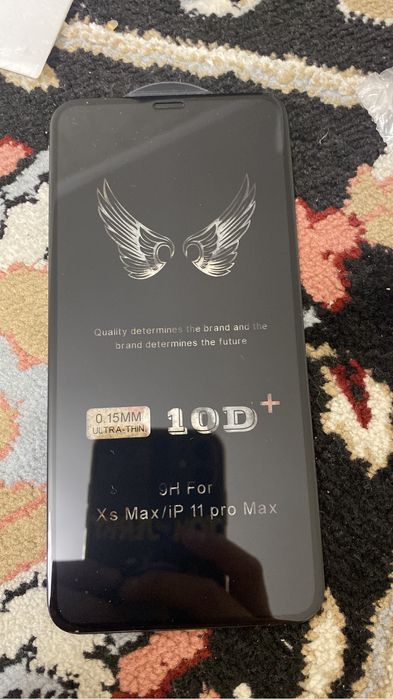 Quality determines the brand and the
brand determines the future
0.15MM
ULTRA-THIN
10D+
9H For
Xs Max/iP 11 pro Max